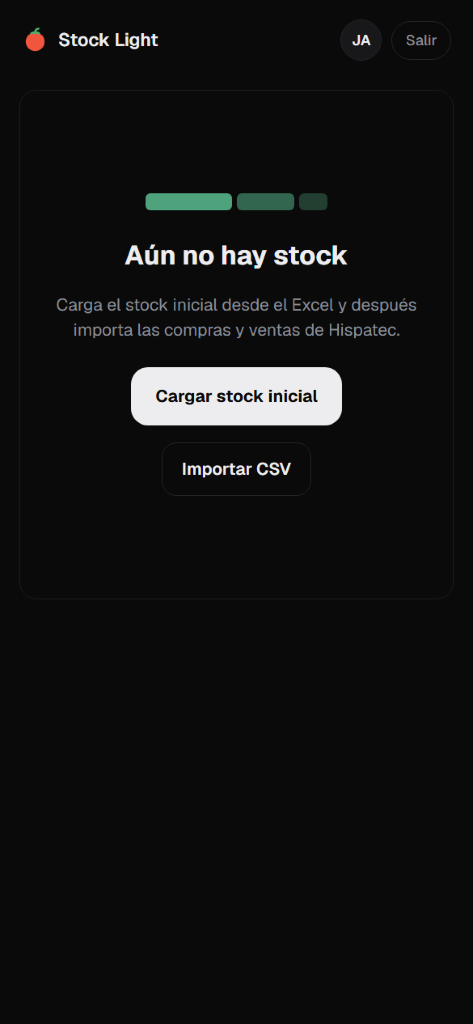 Stock Light
JA
Salir
Aún no hay stock
Carga el stock inicial desde el Excel y después
importa las compras y ventas de Hispatec.
Cargar stock inicial
Importar CSV